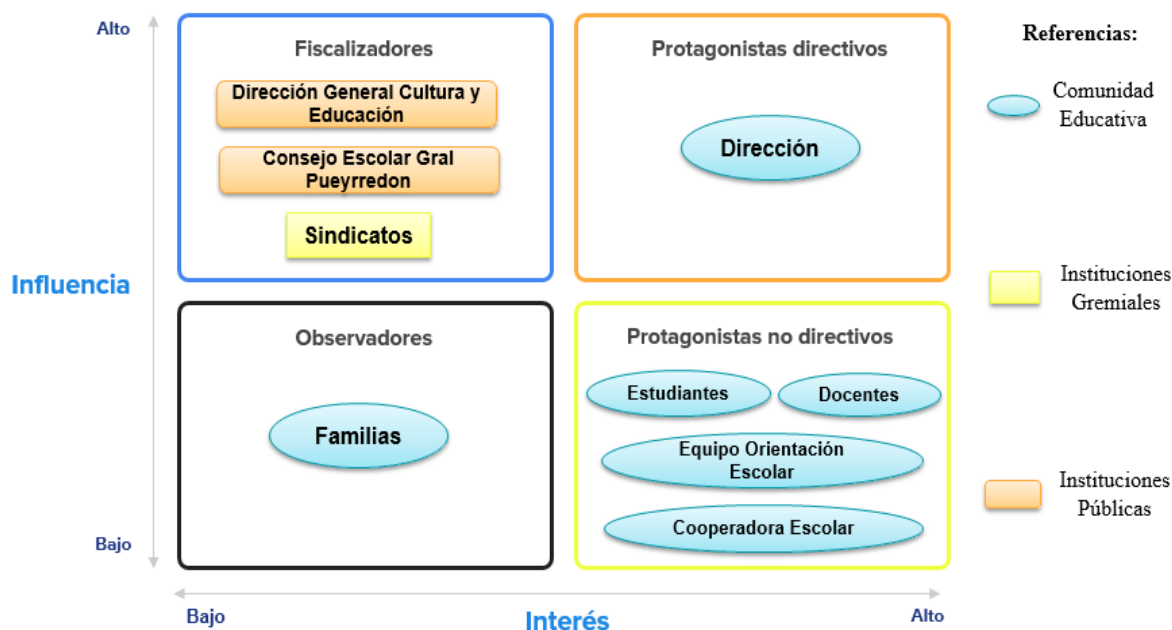 Alto
Fiscalizadores
Dirección General Cultura y
Educación
Consejo Escolar Gral
Pueyrredon
Sindicatos
Protagonistas directivos
Dirección
Referencias:
Comunidad
Educativa
Influencia
Instituciones
Gremiales
Observadores
Familias
Protagonistas no directivos
Estudiantes
Docentes
Equipo Orientación
Escolar
Cooperadora Escolar
Instituciones
Públicas
Bajo
Bajo
Interés
Alto